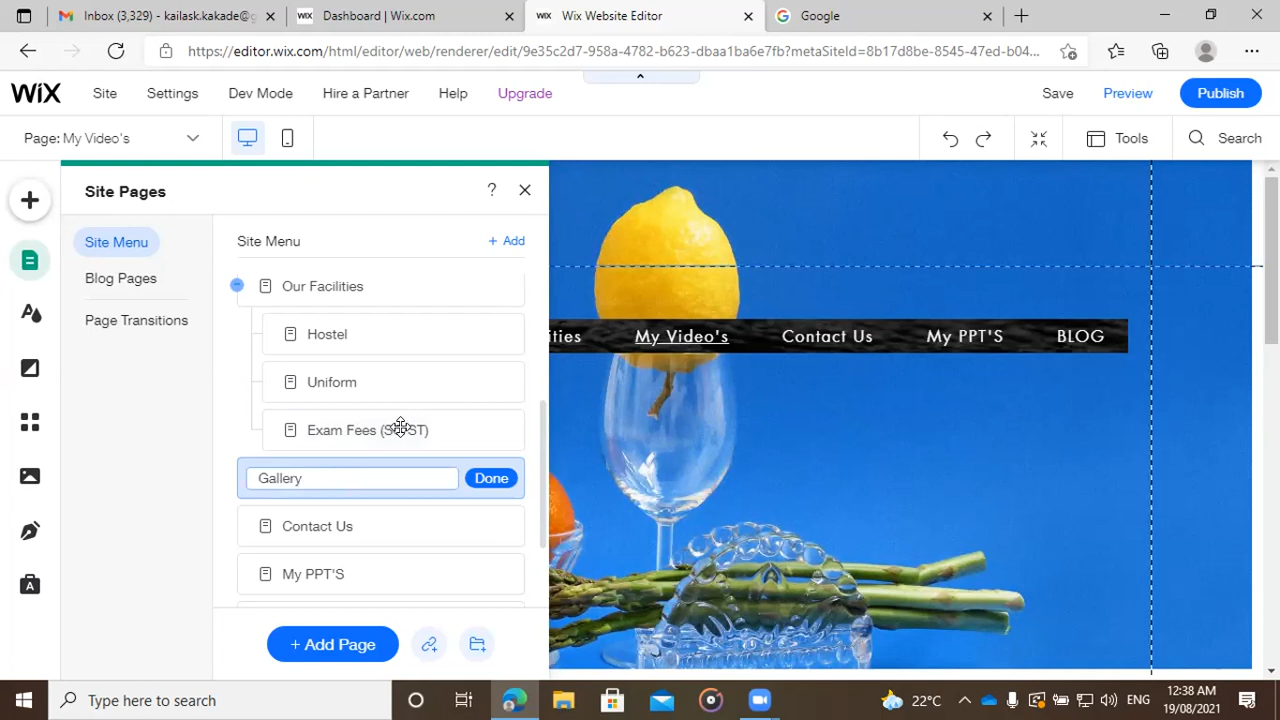 Inbox (3,329) - kailask.kakade@g
Dashboard | Wix.com
WIX
Wix Website Editor
Google
https://editor.wix.com/html/editor/web/renderer/edit/9e35c2d7-958a-4782-b623-dbaa1ba6e7fb?metaSiteId=8b17d8be-8545-47ed-b04...
WIX
Site
Settings
Dev Mode
Hire a Partner
Help
Upgrade
Save
Preview
Publish
Page: My Video's
Tools
Search
Site Pages
?
Site Menu
Blog Pages
Page Transitions
Site Menu
+ Add
Our Facilities
Hostel
Uniform
Exam Fees
Gallery
Done
Contact Us
My PPT'S
+ Add Page
ities
My Video's
Contact Us
My PPT'S
BLOG
Type here to search
22°C
ENG
12:38 AM
19/08/2021